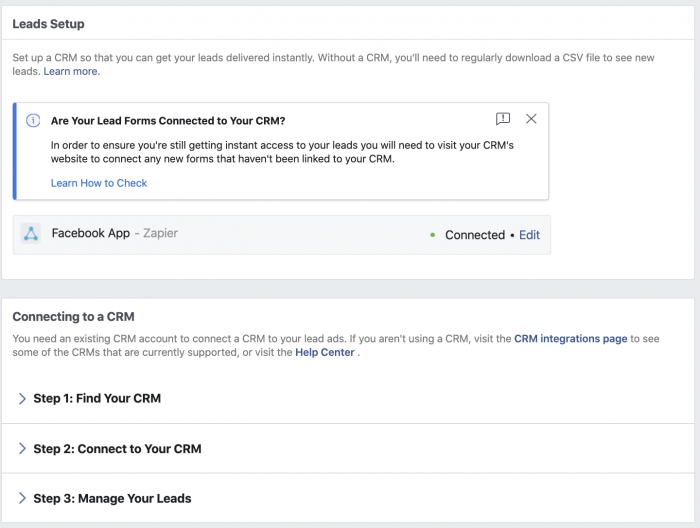 Leads Setup
Set up a CRM so that you can get your leads delivered instantly. Without a CRM, you'll need to regularly download a CSV file to see new
leads. Learn more.
Are Your Lead Forms Connected to Your CRM?
In order to ensure you're still getting instant access to your leads you will need to visit your CRM's
website to connect any new forms that haven't been linked to your CRM.
Learn How to Check
Facebook App - Zapier
Connected • Edit
Connecting to a CRM
You need an existing CRM account to connect a CRM to your lead ads. If you aren't using a CRM, visit the CRM integrations page to see
some of the CRMs that are currently supported, or visit the Help Center .
Step 1: Find Your CRM
Step 2: Connect to Your CRM
Step 3: Manage Your Leads